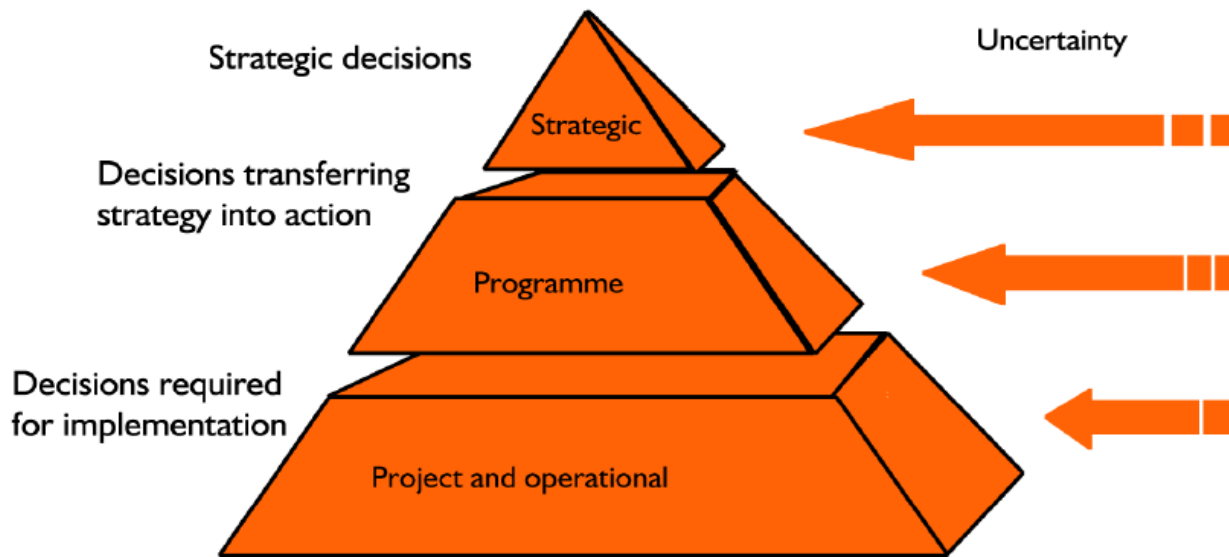 Strategic decisions
Uncertainty
Strategic
Decisions transferring
strategy into action
Programme
Decisions required
for implementation
Project and operational